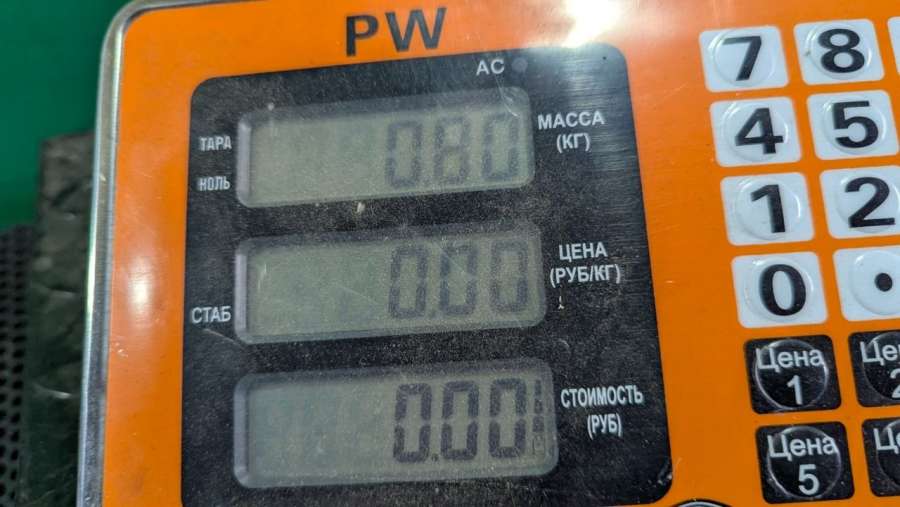 PW
AC
ТАРА
НОЛЬ
0.80
МАССА
(КГ)
СТАБ
0.00
ЦЕНА
(РУБ/КГ)
0.00
СТОИМОСТЬ
(РУБ)
7 8
4 5
1 2
0 .
Цена
1
Цена
5